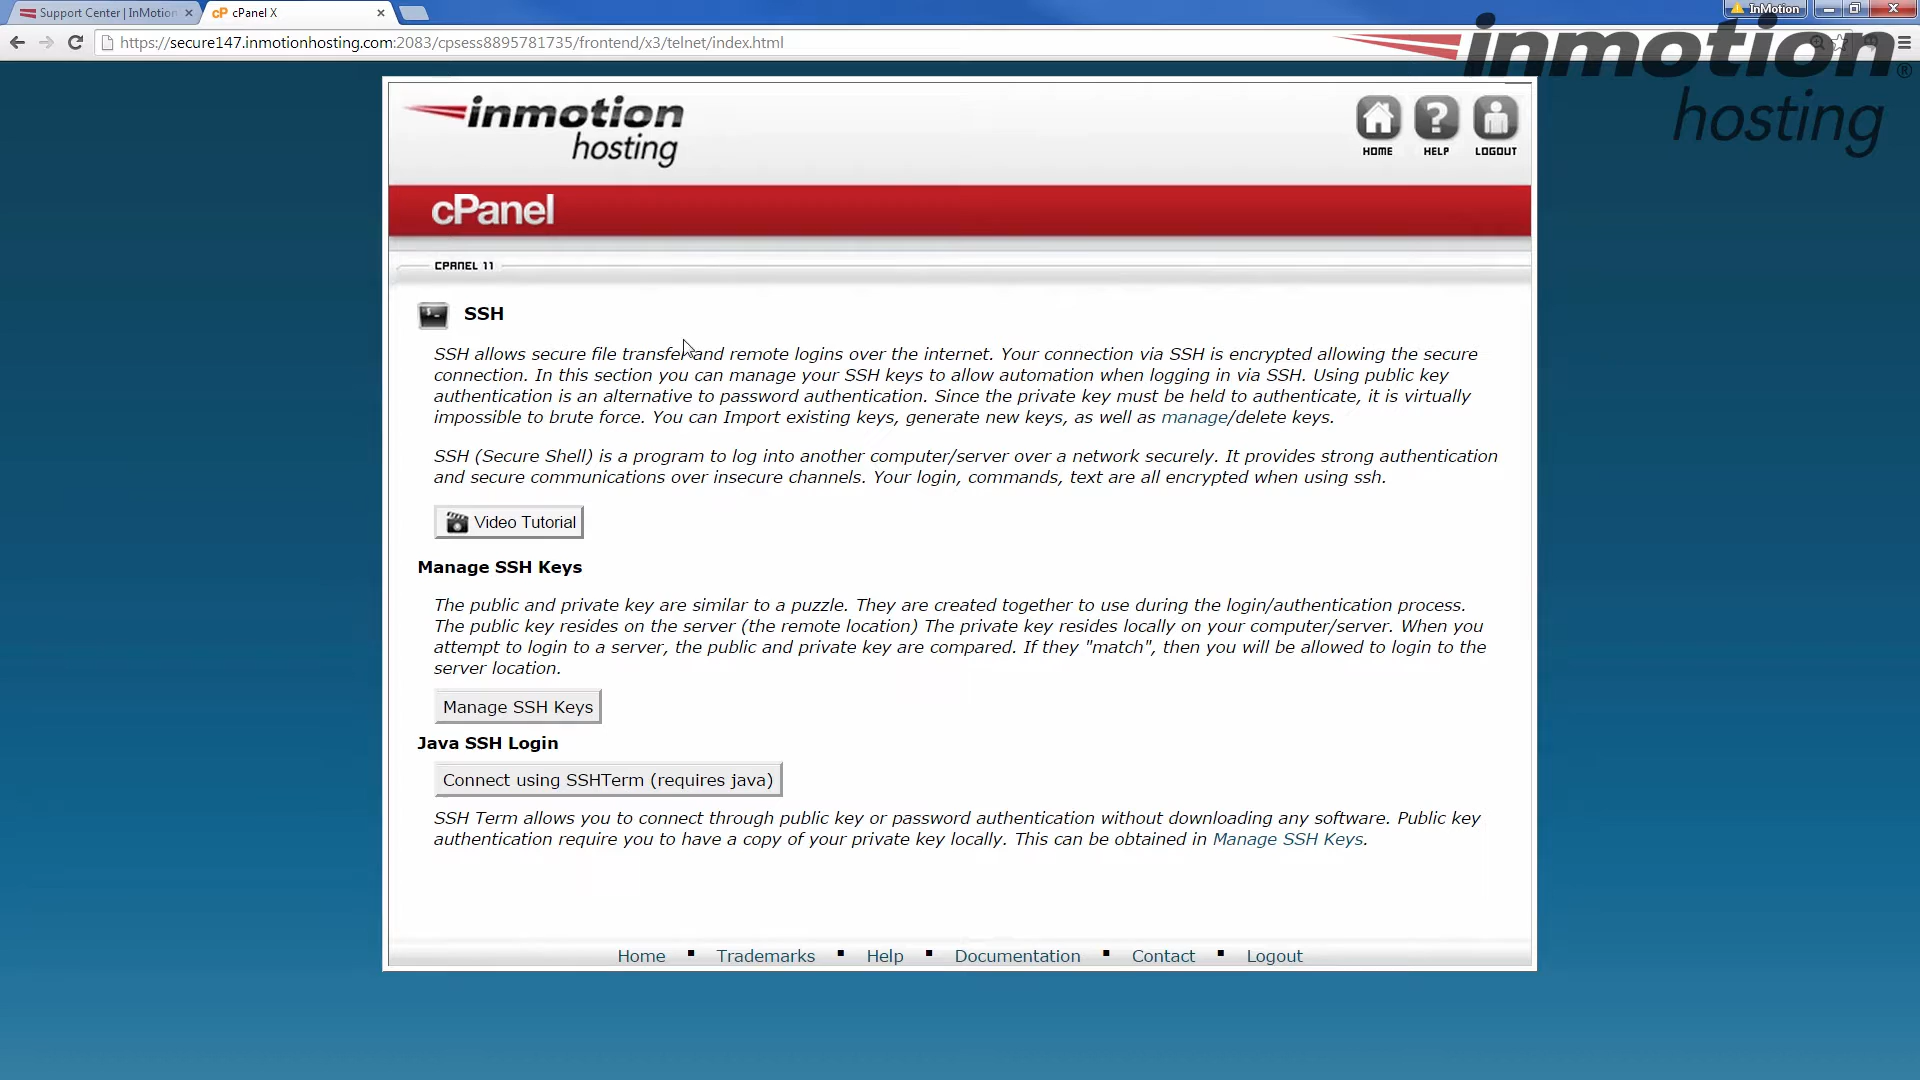 Support Center | InMotion
cPanel X
InMotion
https://secure147.inmotionhosting.com:2083/cpsess8895781735/frontend/x3/telnet/index.html
inmotion®
hosting
inmotion
hosting
HOME
HELP
LOGOUT
cPanel
CPANEL 11
SSH
SSH allows secure file transfer and remote logins over the internet. Your connection via SSH is encrypted allowing the secure
connection. In this section you can manage your SSH keys to allow automation when logging in via SSH. Using public key
authentication is an alternative to password authentication. Since the private key must be held to authenticate, it is virtually
impossible to brute force. You can Import existing keys, generate new keys, as well as manage/delete keys.
SSH (Secure Shell) is a program to log into another computer/server over a network securely. It provides strong authentication
and secure communications over insecure channels. Your login, commands, text are all encrypted when using ssh.
Video Tutorial
Manage SSH Keys
The public and private key are similar to a puzzle. They are created together to use during the login/authentication process.
The public key resides on the server (the remote location) The private key resides locally on your computer/server. When you
attempt to login to a server, the public and private key are compared. If they "match", then you will be allowed to login to the
server location.
Manage SSH Keys
Java SSH Login
Connect using SSHTerm (requires java)
SSH Term allows you to connect through public key or password authentication without downloading any software. Public key
authentication require you to have a copy of your private key locally. This can be obtained in Manage SSH Keys.
Home ▪ Trademarks ▪ Help ▪ Documentation ▪ Contact ▪ Logout